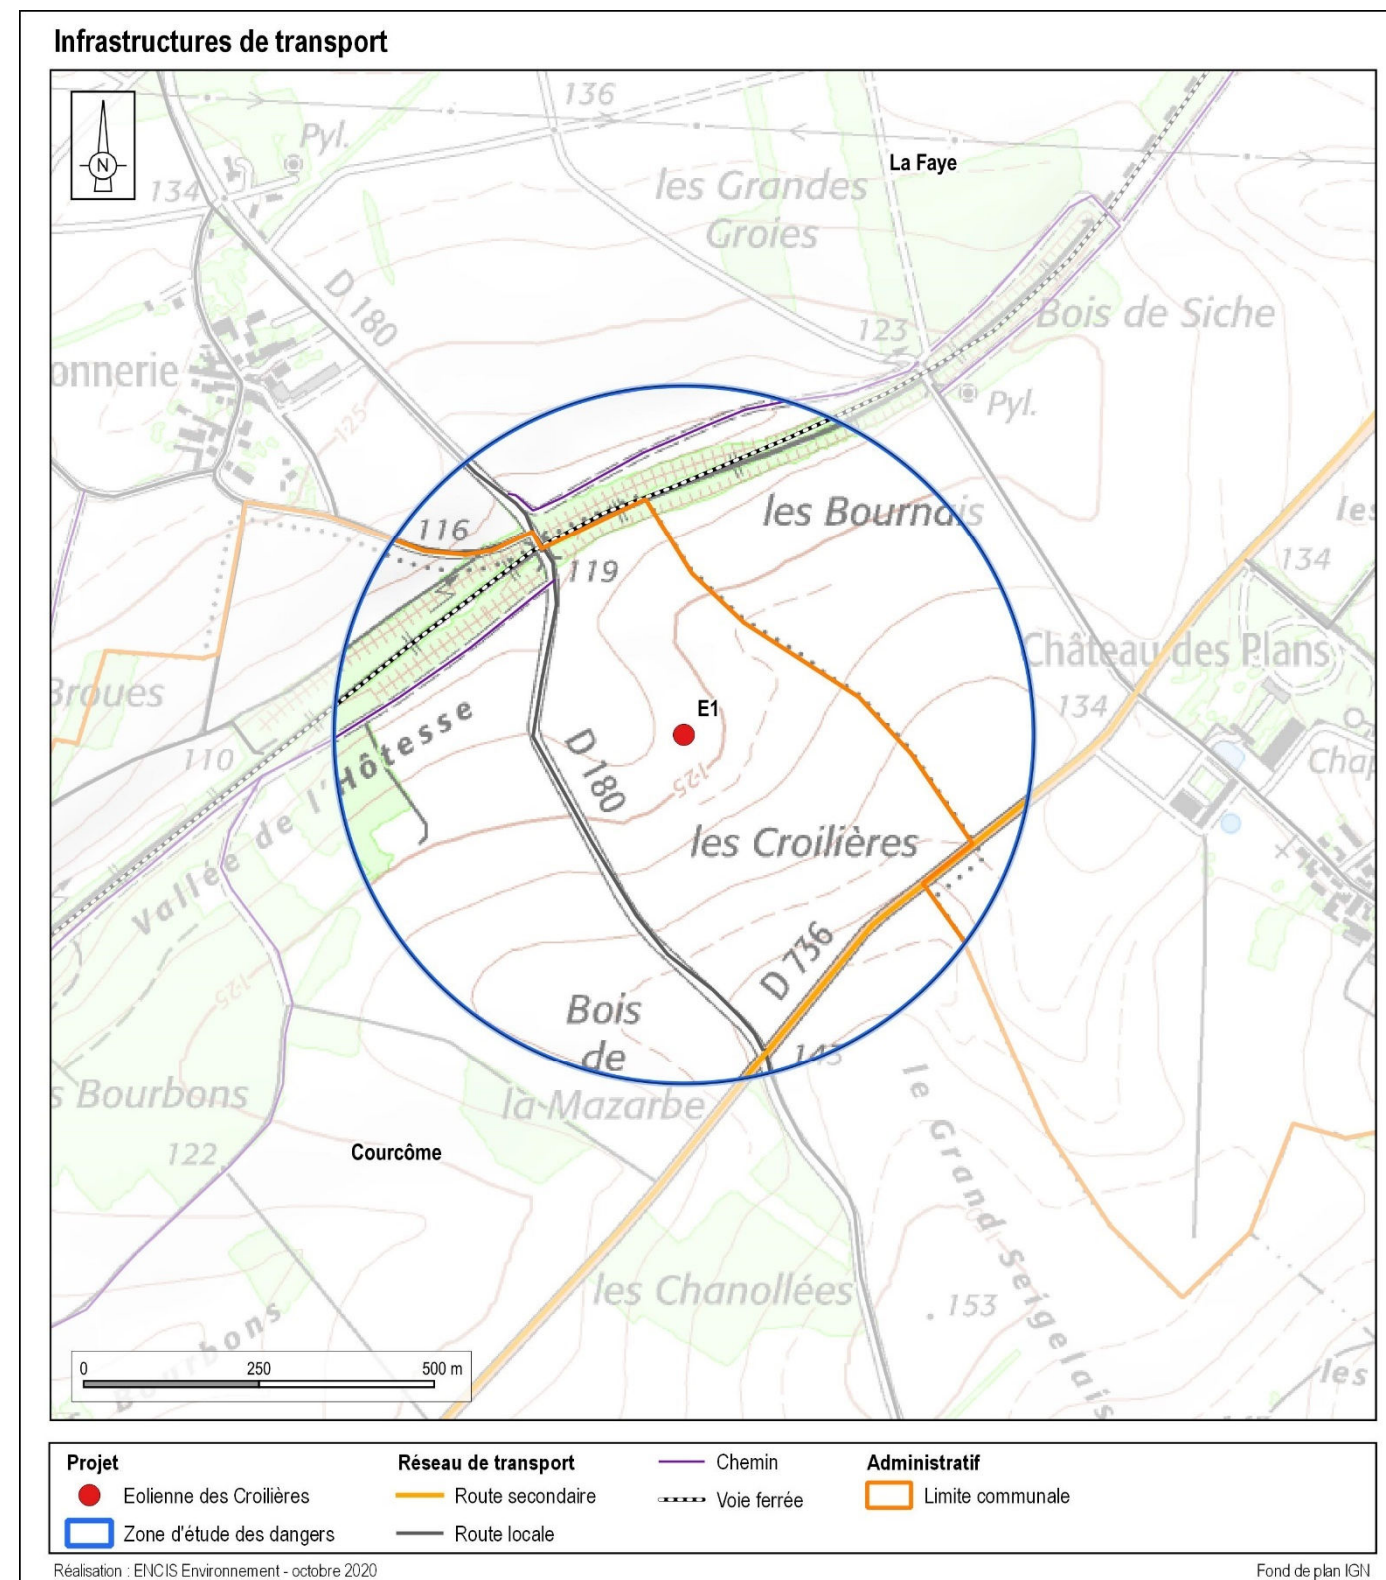 Infrastructures de transport
N
136
Pyl.
134
La Faye
les Grandes
Groies
D 180
123
Bois de Siche
onnerie
Pyl.
125
les Bournais
116
119
les
134
Château des Plans
Broues
E1
134
110
D 180
125
Chap
Vallée de l'Hôtesse
les Croilières
D 736
125
Bois
de
la Mazarbe
143
s Bourbons
le Grand Seigelais
122
Courcôme
les Chanollées
153
0 250 500 m
Bourbons
les
Projet
Eolienne des Croilières
Zone d'étude des dangers
Réseau de transport
Route secondaire
Route locale
Chemin
Voie ferrée
Administratif
Limite communale
Réalisation : ENCIS Environnement - octobre 2020
Fond de plan IGN